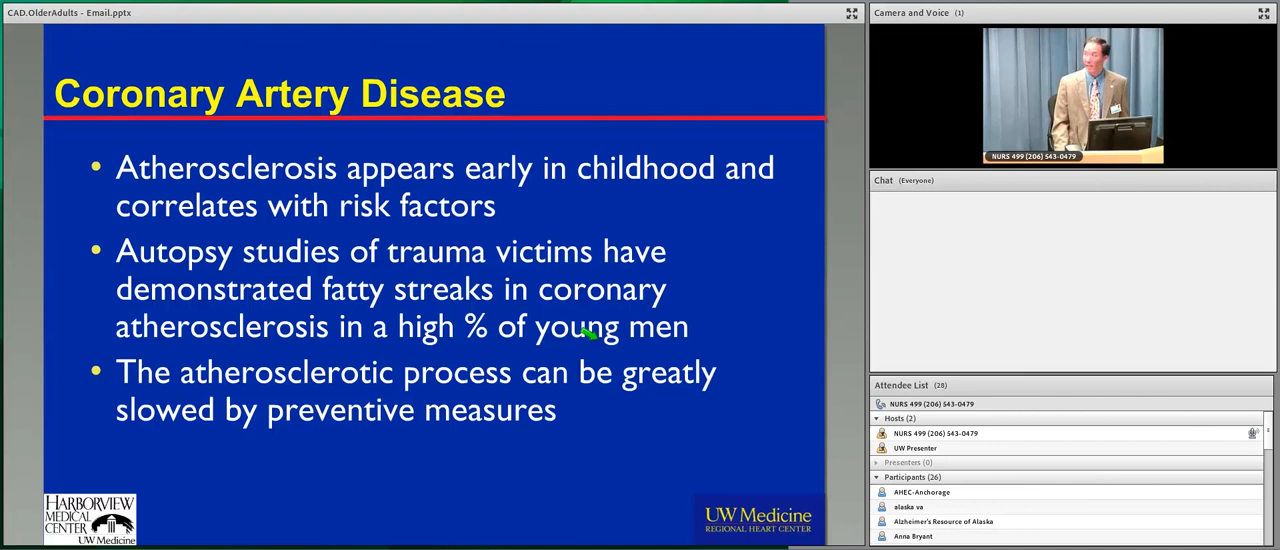 CAD.OlderAdults - Email.pptx
Coronary Artery Disease
• Atherosclerosis appears early in childhood and
correlates with risk factors
• Autopsy studies of trauma victims have
demonstrated fatty streaks in coronary
atherosclerosis in a high % of young men
• The atherosclerotic process can be greatly
slowed by preventive measures
HARBORVIEW
MEDICAL
CENTER
UW Medicine
UW Medicine
REGIONAL HEART CENTER
Camera and Voice (1)
NURS 499 (206) 543-0479
Chat (Everyone)
Attendee List (28)
NURS 499 (206) 543-0479
Hosts (2)
NURS 499 (206) 543-0479
UW Presenter
Presenters (0)
Participants (26)
AHEC-Anchorage
alaska va
Alzheimer's Resource of Alaska
Anna Bryant